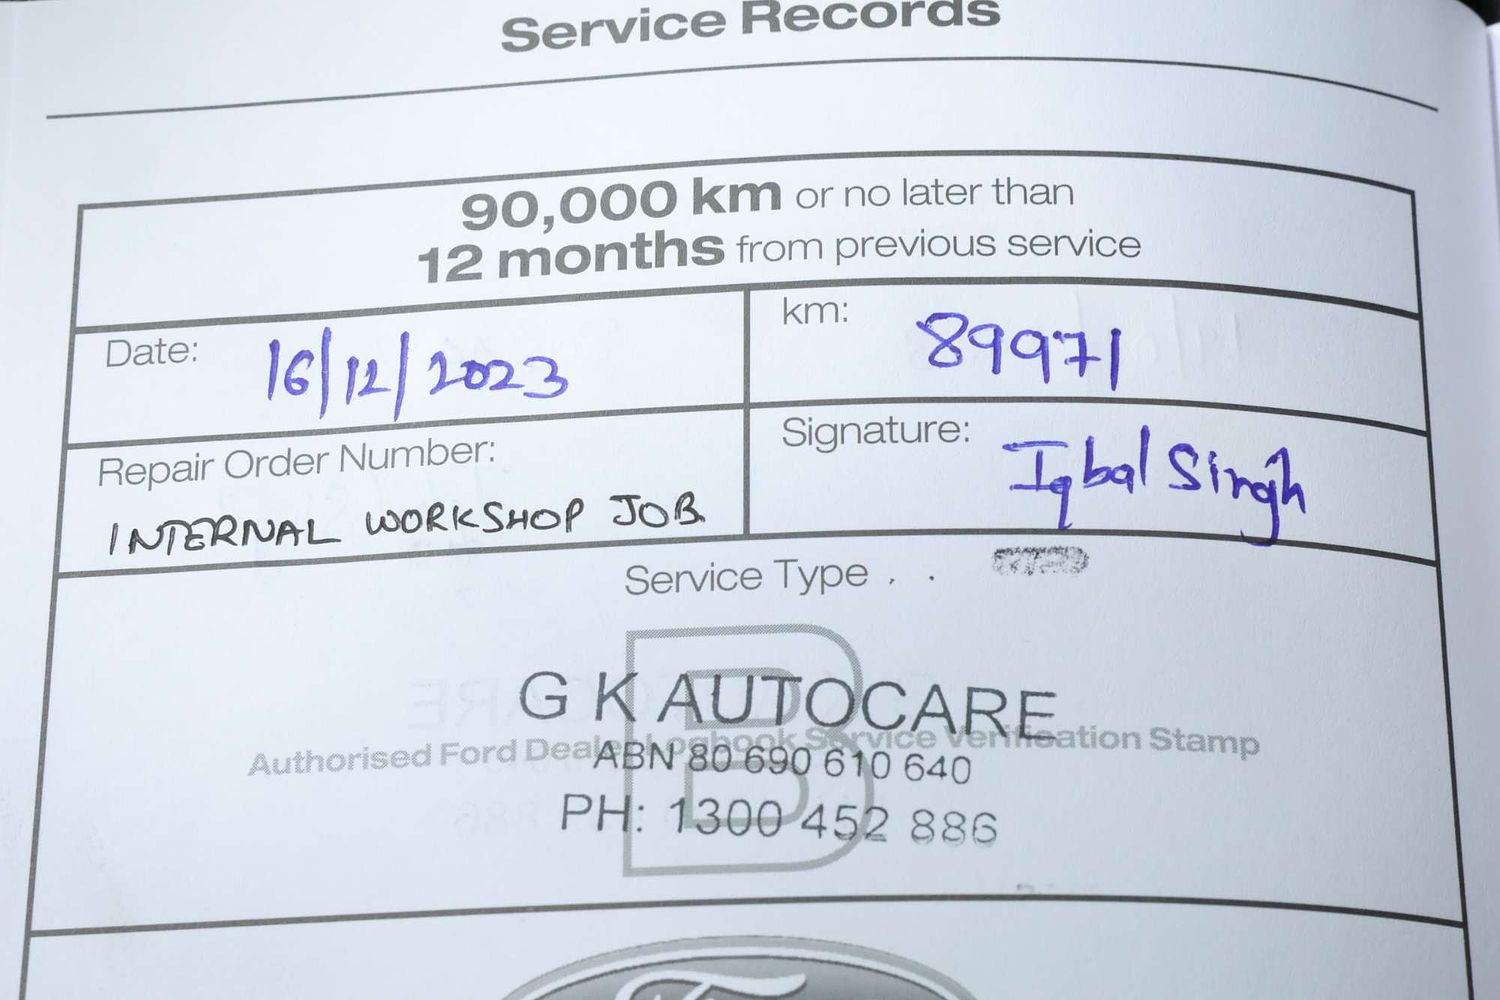 Service Records
90,000 km or no later than
12 months from previous service
Date: 16/12/2023
km: 89971
Repair Order Number:
INTERNAL WORKSHOP JOB
Signature: Iqbal Singh
Service Type
B
G K AUTOCARE
Authorised Ford Dealer Logbook Service Verification Stamp
ABN 80 690 610 640
PH: 1300 452 886